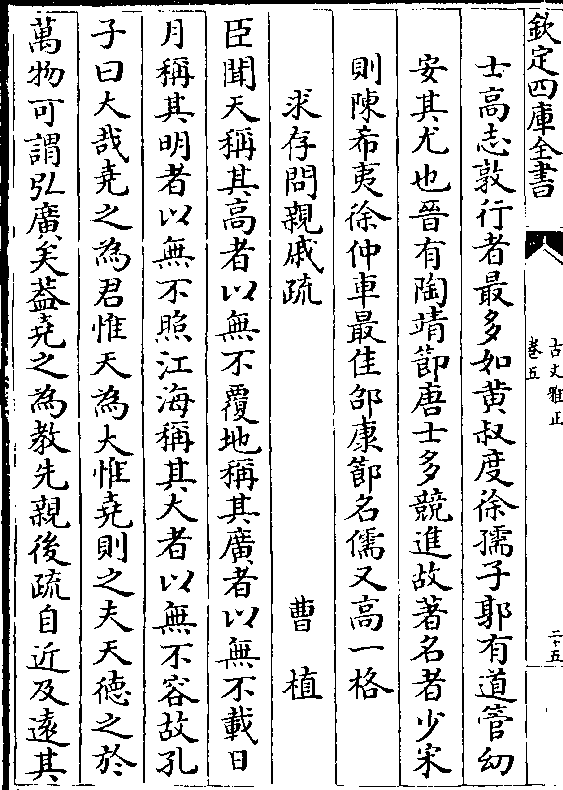 欽定四庫全書
古文雅正
卷五
二十五
士高志敦行者最多如黄叔度徐孺子郭有道管幼
安其尤也晉有陶靖節唐士多競進故著名者少宋
則陳希夷徐仲車最佳邵康節名儒又高一格
求存問親戚疏 曹植
臣聞天稱其高者以無不覆地稱其廣者以無不載日
月稱其明者以無不照江海稱其大者以無不容故孔
子曰大哉堯之為君惟天為大惟堯則之夫天德之於
萬物可謂弘廣矣葢堯之為教先親後疏自近及遠其